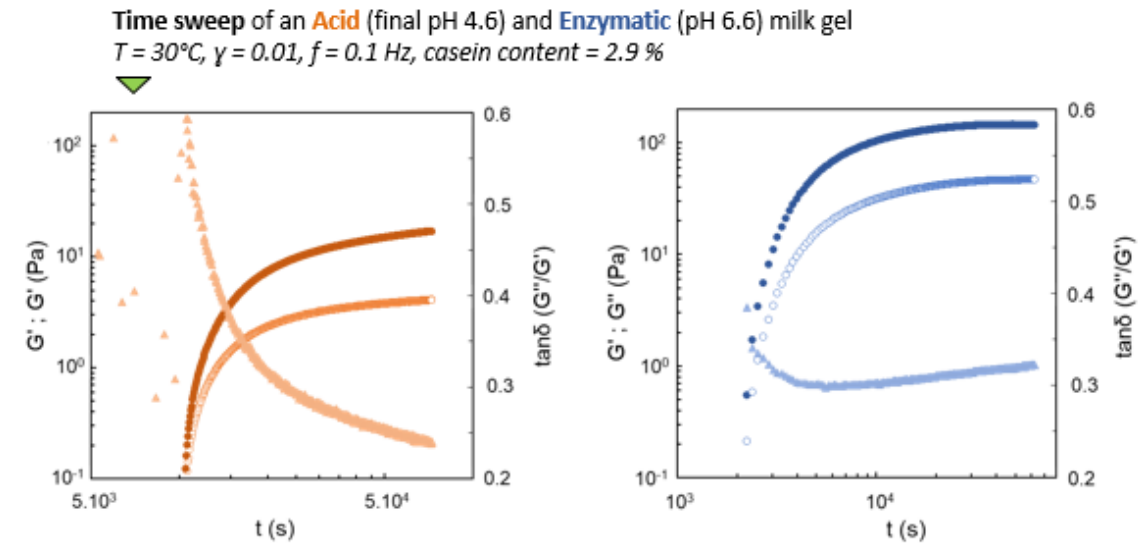 Time sweep of an Acid (final pH 4.6) and Enzymatic (pH 6.6) milk gel
T = 30°C, γ = 0.01, f = 0.1 Hz, casein content = 2.9 %
G' ; G' (Pa)
10²
10¹
10⁰
10⁻¹
5.10³
5.10⁴
t (s)
0.6
0.5
0.4
0.3
0.2
tanδ (G''/G')
G' ; G'' (Pa)
10²
10¹
10⁰
10⁻¹
10³
10⁴
t (s)
0.6
0.5
0.4
0.3
0.2
tanδ (G''/G')